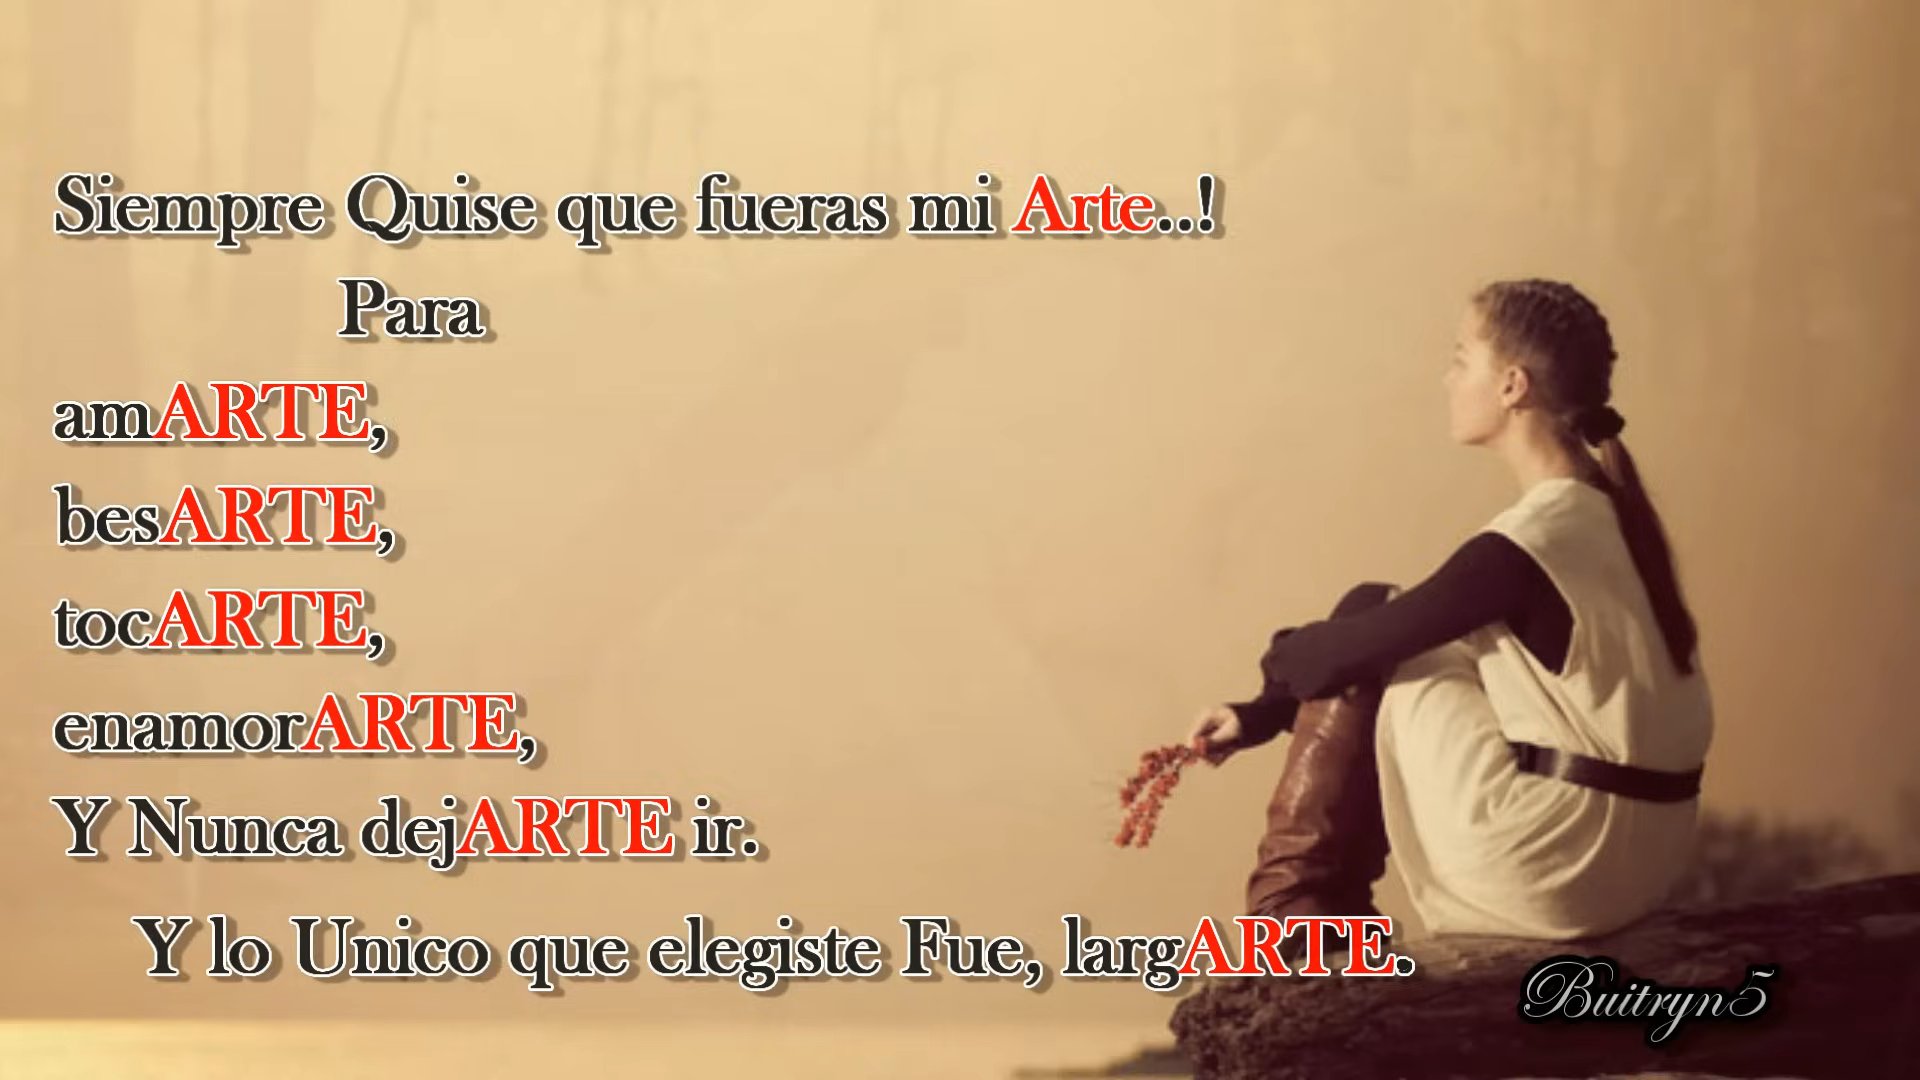 Siempre Quise que fueras mi Arte..!
Para
amARTE,
besARTE,
tocARTE,
enamorARTE,
Y Nunca dejARTE ir.
Y lo Unico que elegiste Fue, largARTE.
Buitryn5